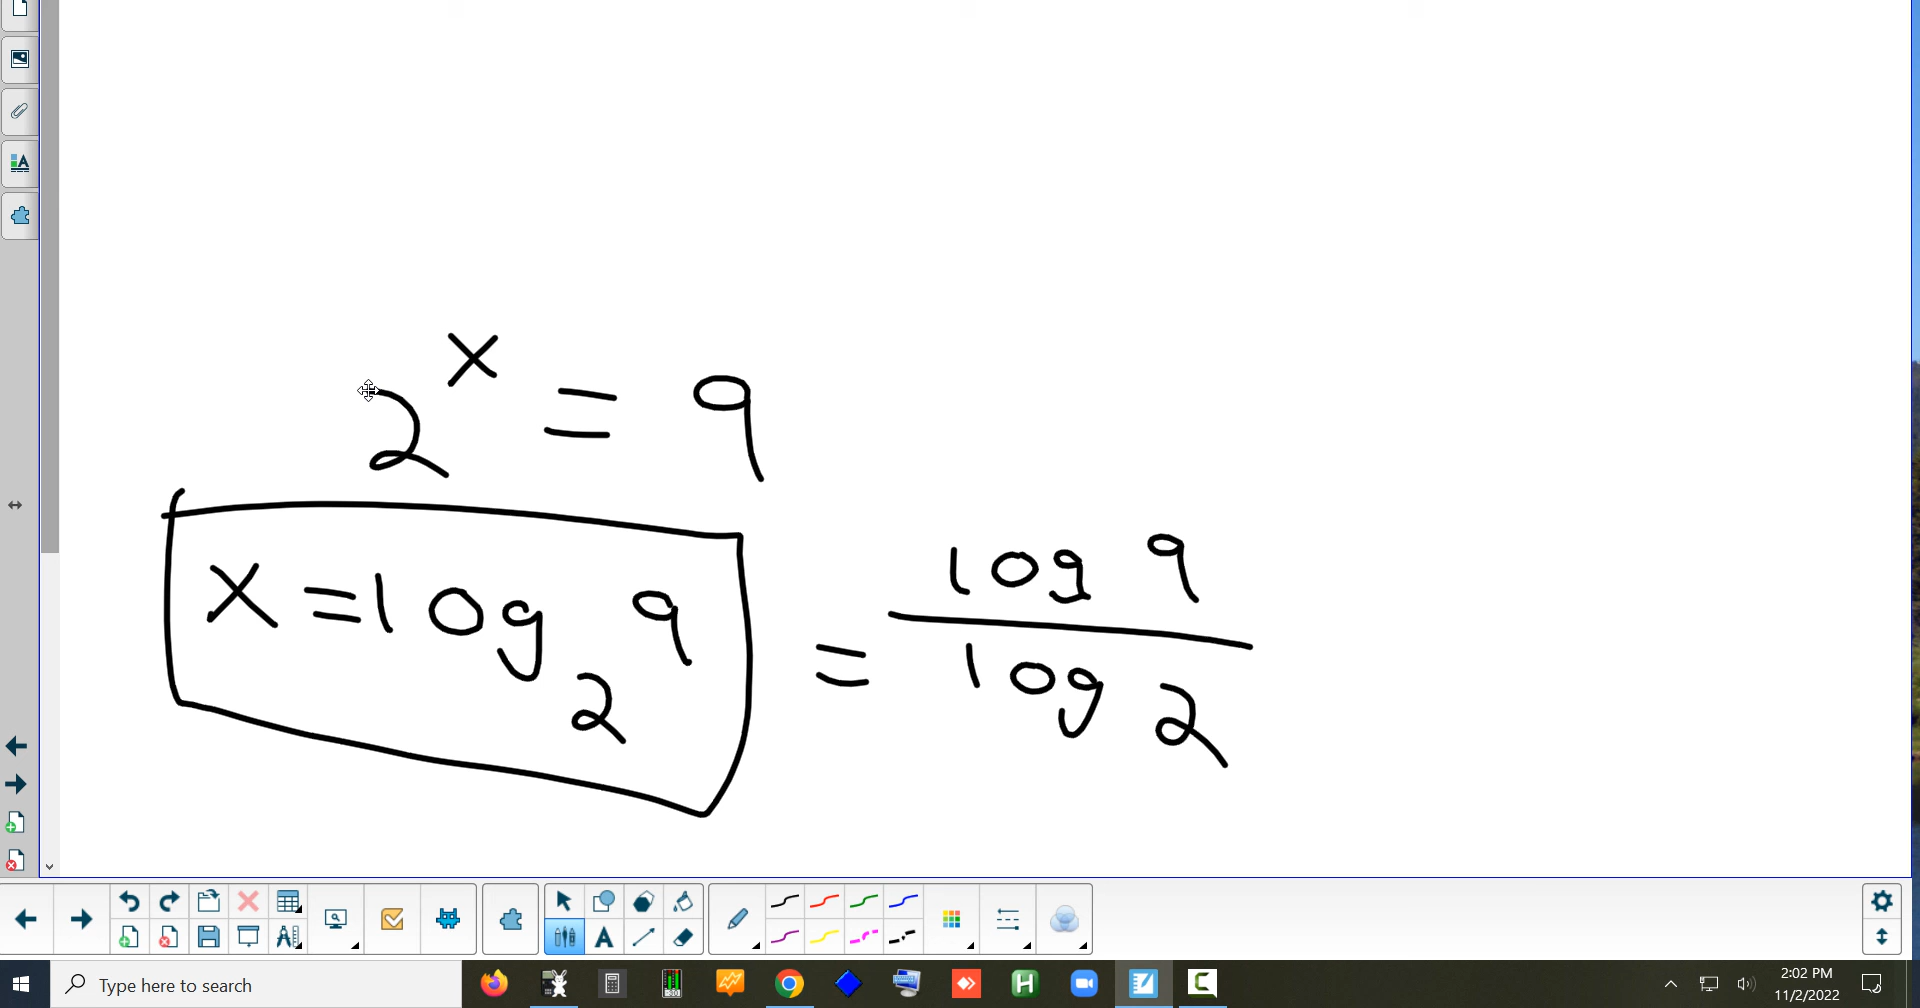 2^x = 9
x = log_2 9 = log 9 / log 2
A
A
A
Type here to search
H
C
2:02 PM
11/2/2022